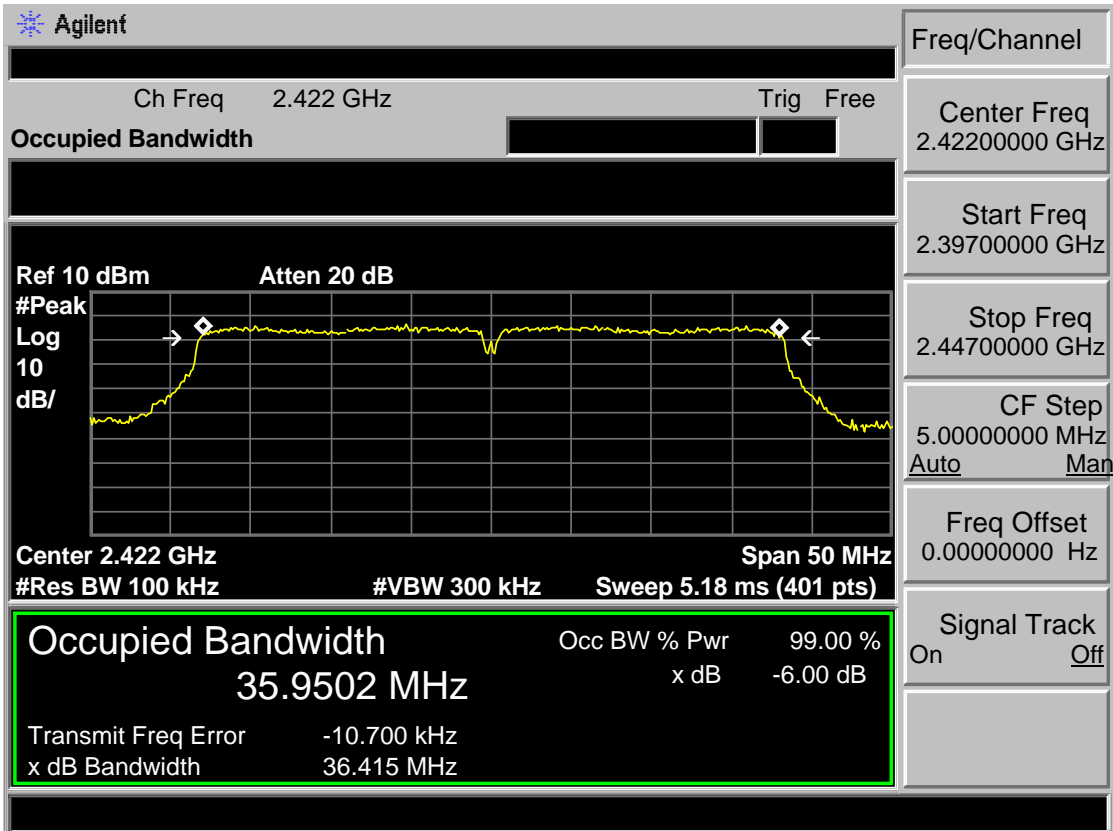 Agilent
Freq/Channel
Ch Freq 2.422 GHz Trig Free
Occupied Bandwidth
Center Freq
2.42200000 GHz
Start Freq
2.39700000 GHz
Stop Freq
2.44700000 GHz
CF Step
5.00000000 MHz
Auto Man
Freq Offset
0.00000000 Hz
Signal Track
On Off
Ref 10 dBm Atten 20 dB
#Peak
Log
10
dB/
Center 2.422 GHz Span 50 MHz
#Res BW 100 kHz #VBW 300 kHz Sweep 5.18 ms (401 pts)
Occupied Bandwidth Occ BW % Pwr 99.00 %
35.9502 MHz x dB -6.00 dB
Transmit Freq Error -10.700 kHz
x dB Bandwidth 36.415 MHz